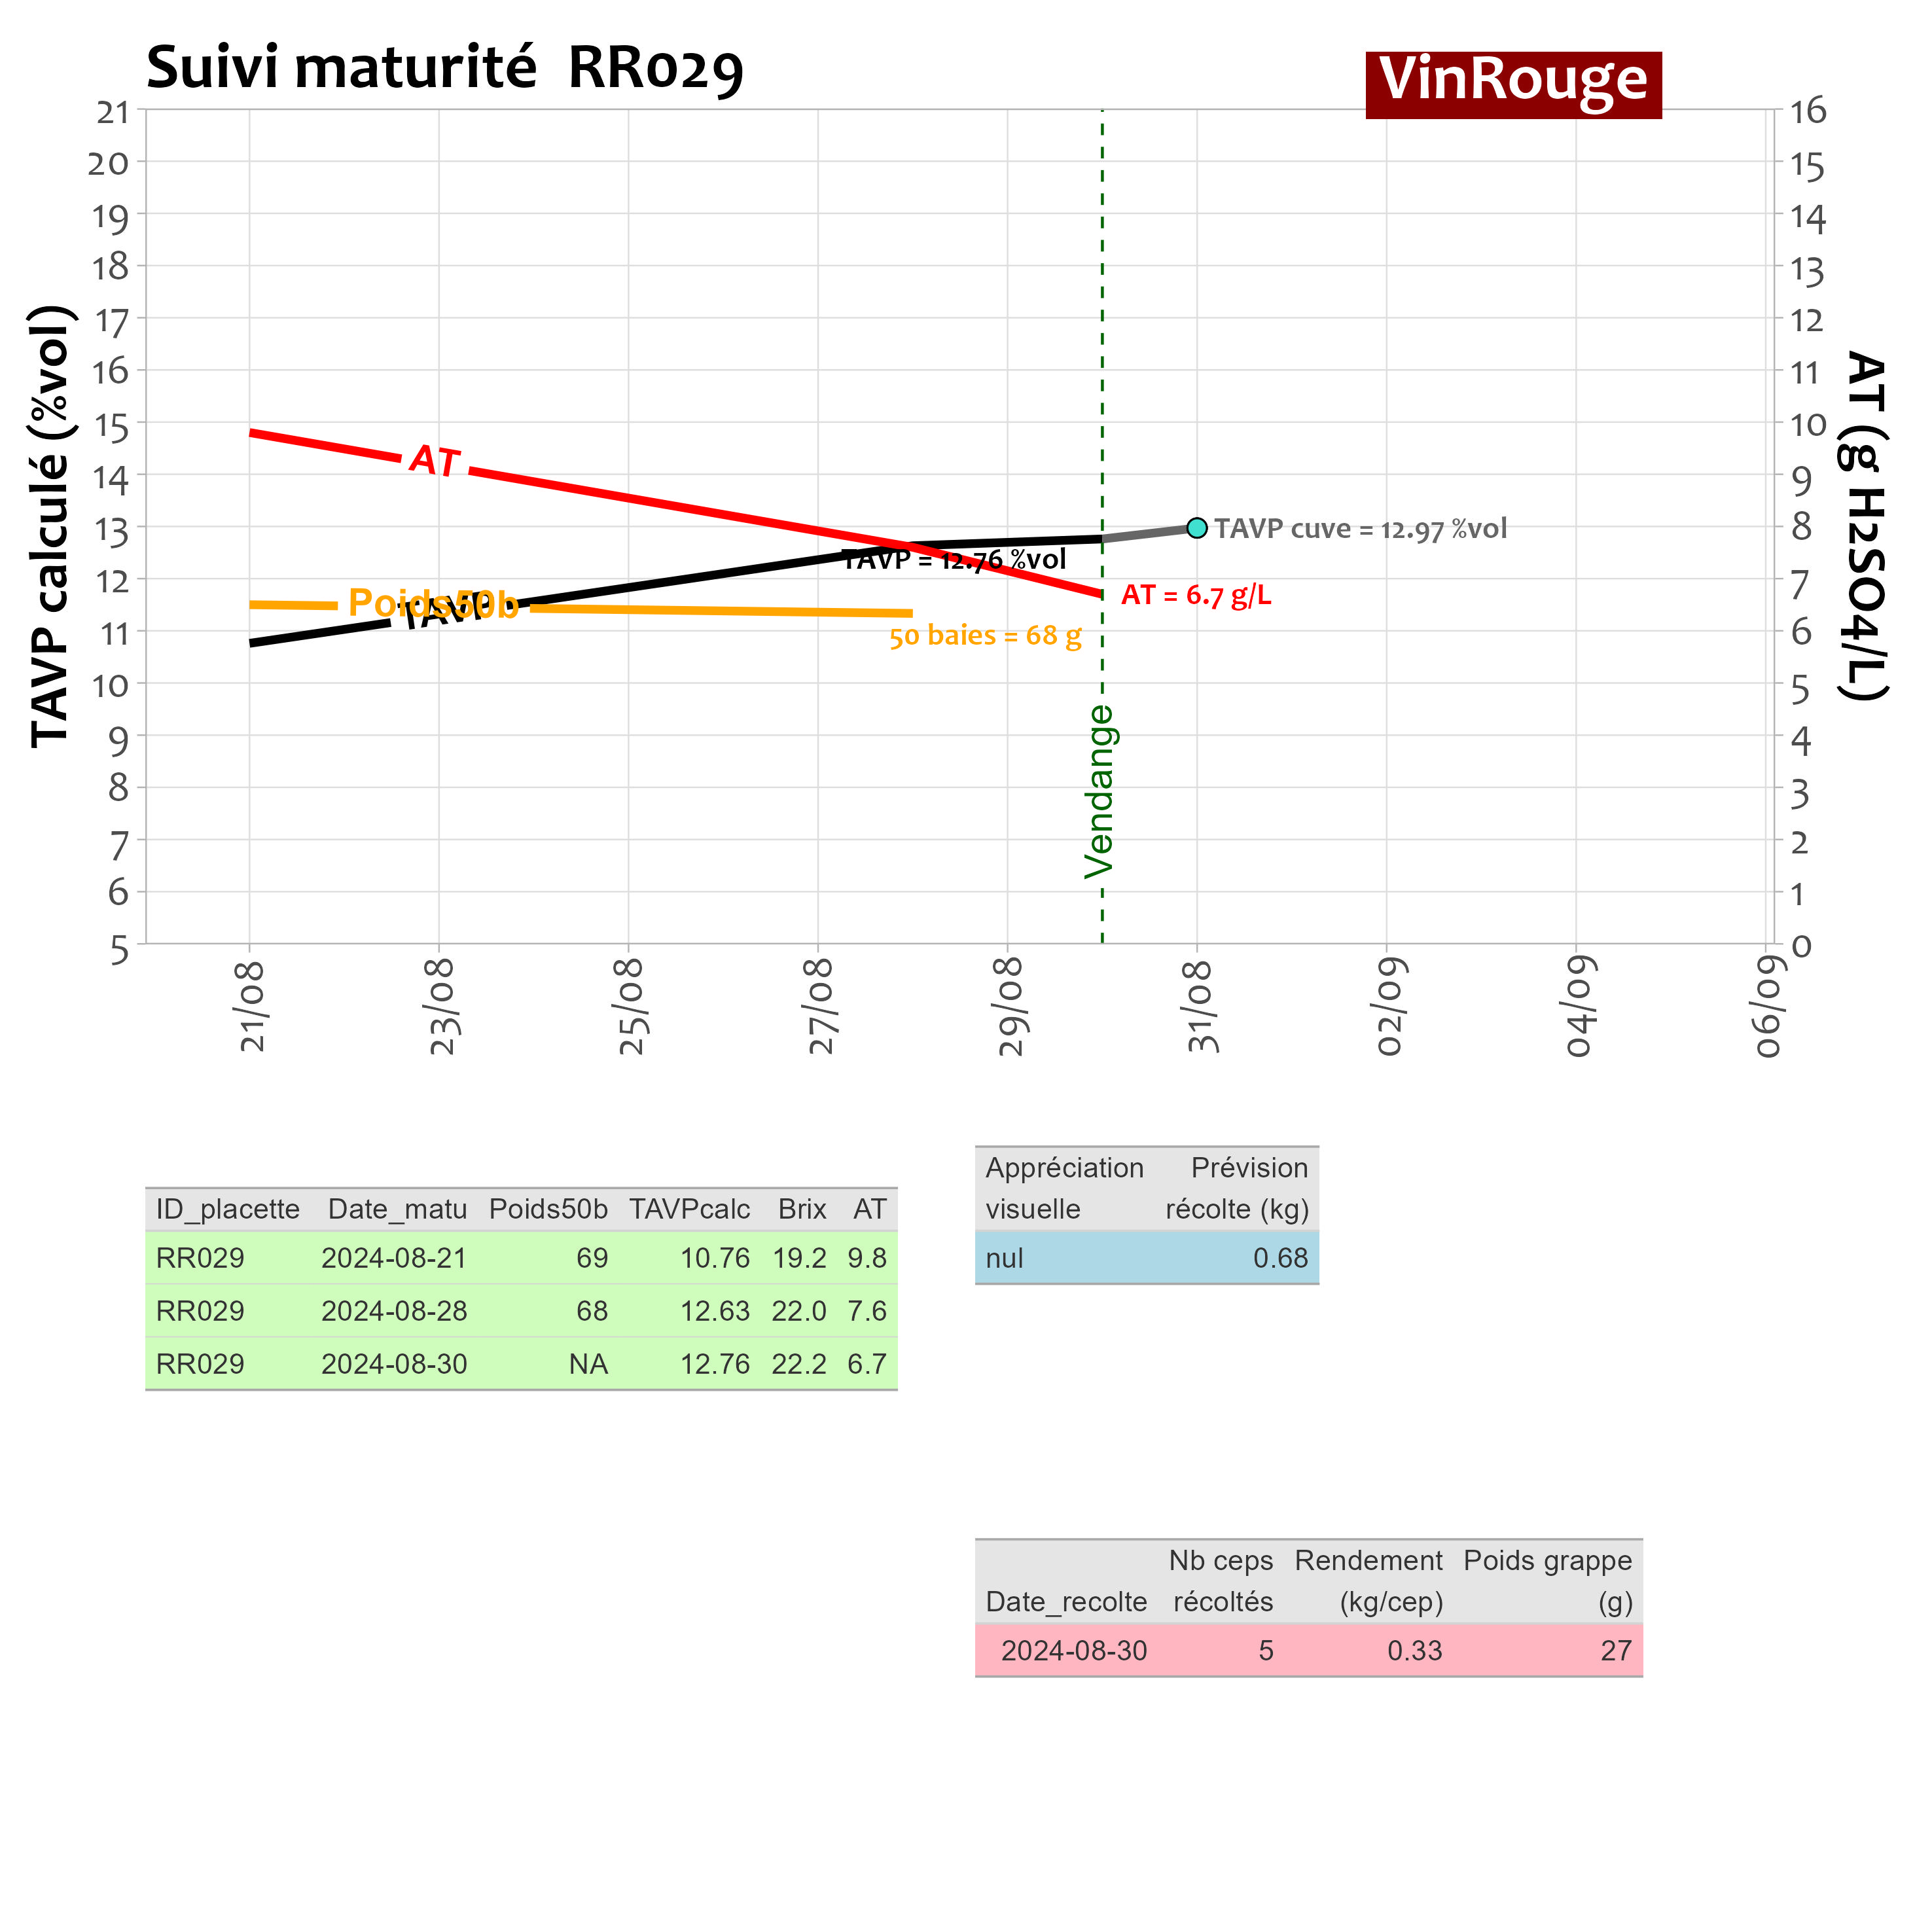 Suivi maturité RR029
VinRouge
TAVP calculé (%vol)
21
20
19
18
17
16
15
14
13
12
11
10
9
8
7
6
5
16
15
14
13
12
11
10
9
8
7
6
5
4
3
2
1
0
AT (g H2SO4/L)
AT
TAVP cuve = 12.97 %vol
TAVP = 12.76 %vol
AT = 6.7 g/L
Poids50b
TAVP
50 baies = 68 g
Vendange
21/08
23/08
25/08
27/08
29/08
31/08
02/09
04/09
06/09
ID_placette Date_matu Poids50b TAVPcalc Brix AT
RR029 2024-08-21 69 10.76 19.2 9.8
RR029 2024-08-28 68 12.63 22.0 7.6
RR029 2024-08-30 NA 12.76 22.2 6.7
Appréciation Prévision
visuelle récolte (kg)
nul 0.68
Nb ceps Rendement Poids grappe
Date_recolte récoltés (kg/cep) (g)
2024-08-30 5 0.33 27